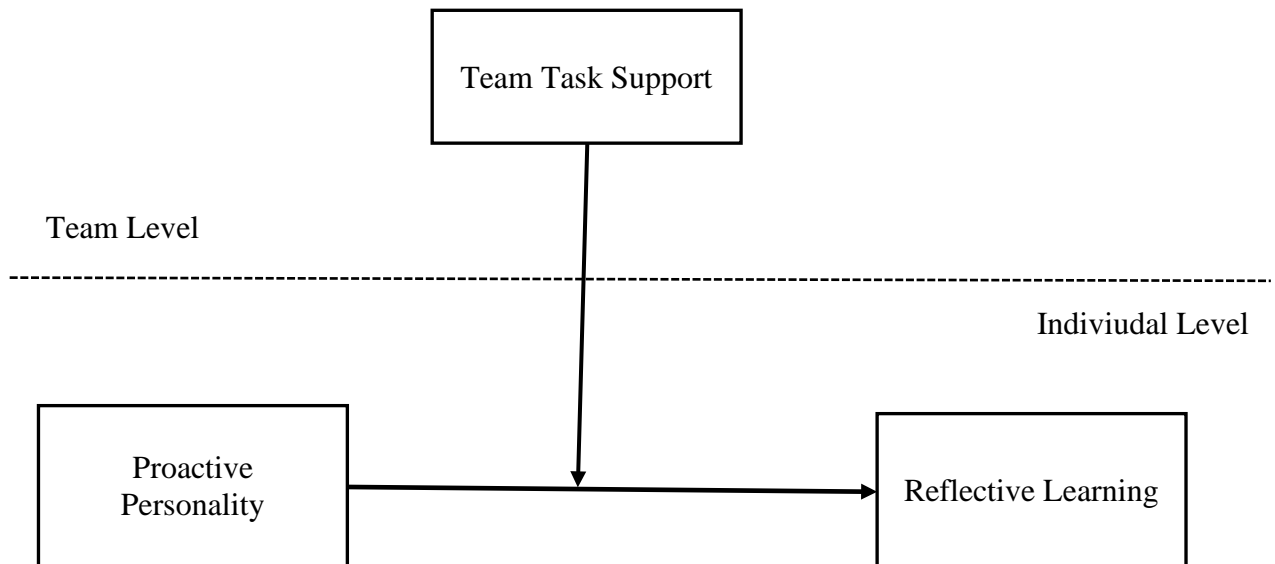 Team Task Support
Team Level
Indiviudal Level
Proactive
Personality
Reflective Learning